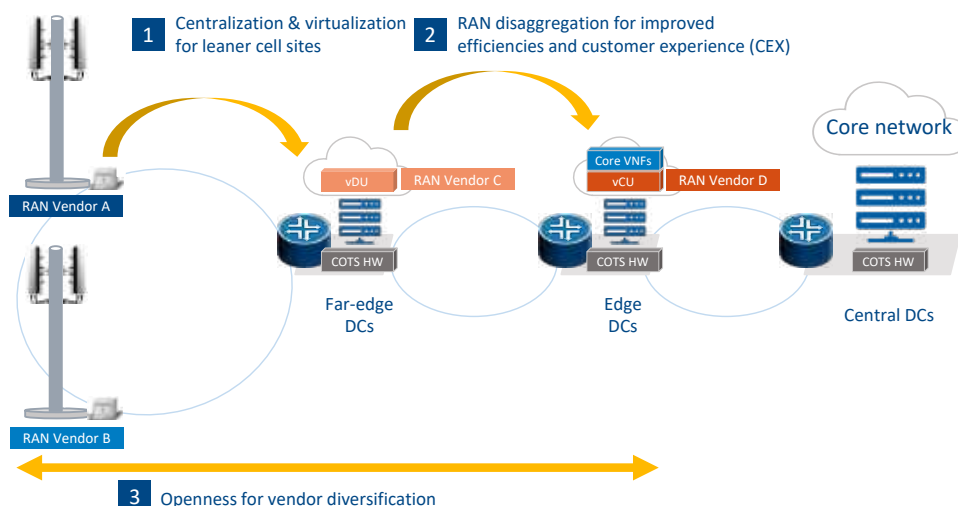 1
Centralization & virtualization
for leaner cell sites
2
RAN disaggregation for improved
efficiencies and customer experience (CEX)
Core network
Core VNFs
vDU
RAN Vendor C
vCU
RAN Vendor D
RAN Vendor A
COTS HW
COTS HW
COTS HW
Far-edge
DCs
Edge
DCs
Central DCs
RAN Vendor B
3
Openness for vendor diversification